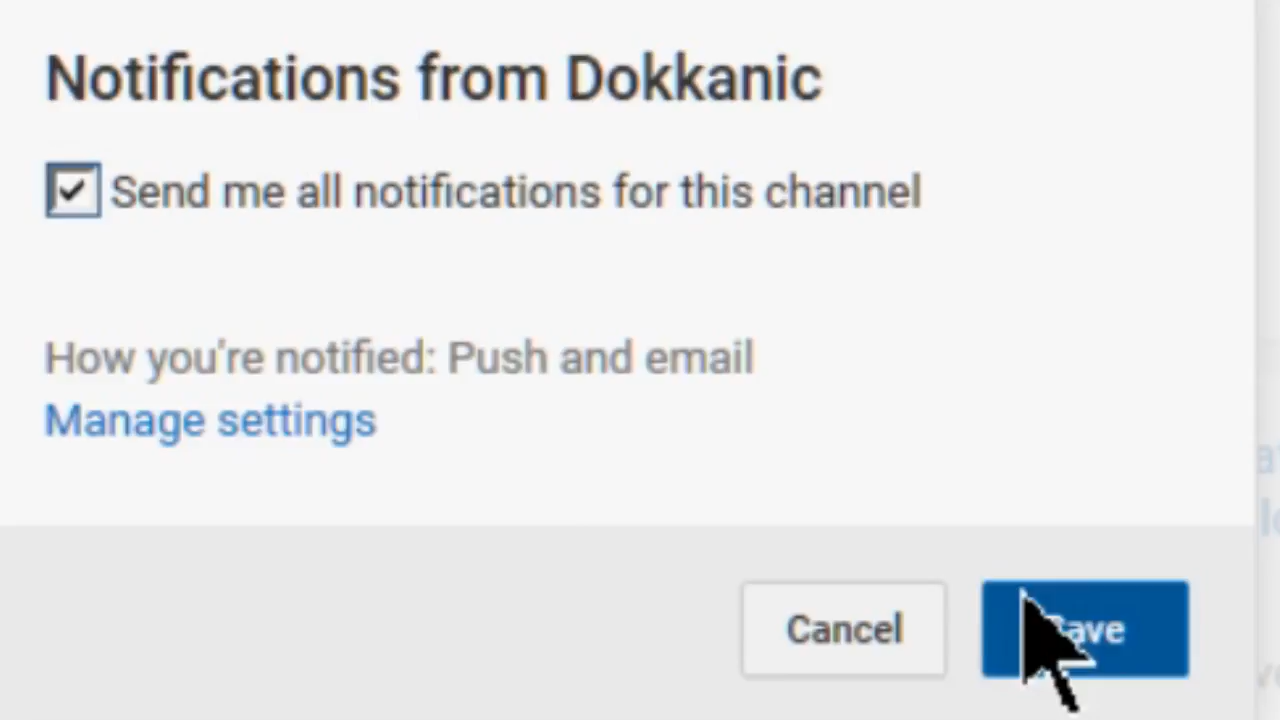 Notifications from Dokkanic
Send me all notifications for this channel
How you're notified: Push and email
Manage settings
Cancel
Save